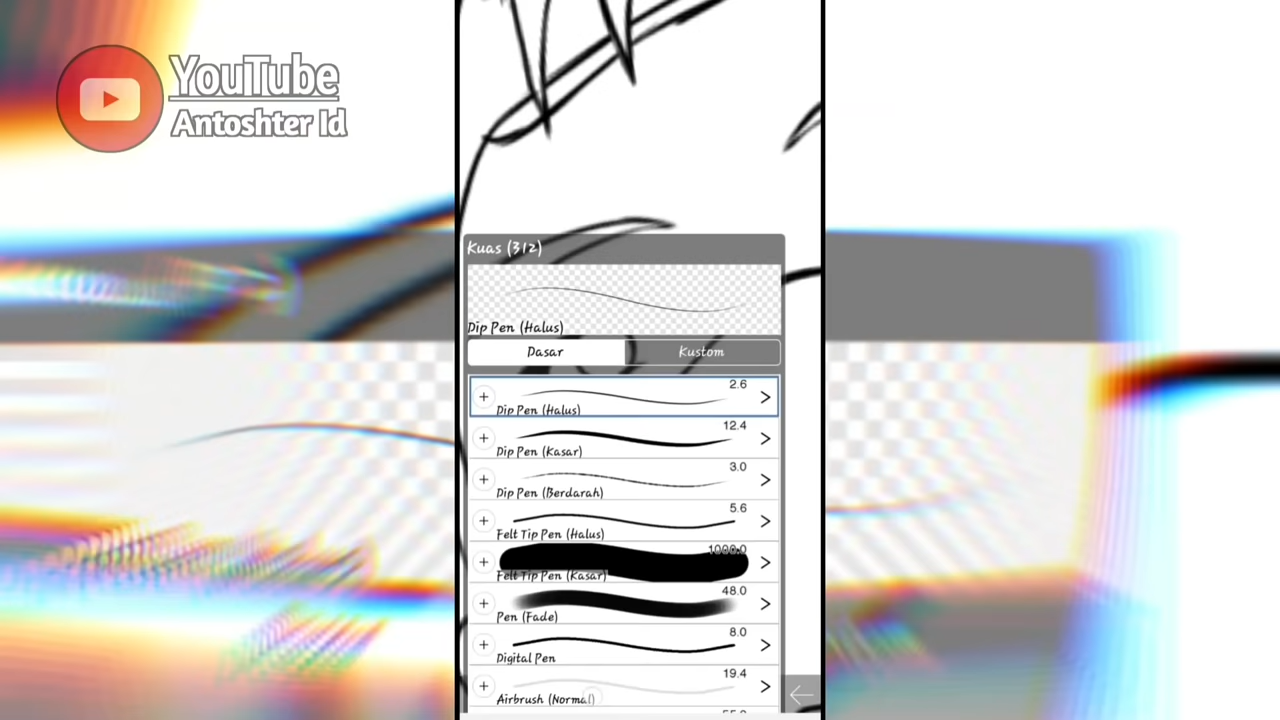 YouTube
Antoshter Id
Kuas (312)
Dip Pen (Halus)
Dasar
Kustom
2.6
Dip Pen (Halus)
12.4
Dip Pen (Kasar)
3.0
Dip Pen (Berdarah)
5.6
Felt Tip Pen (Halus)
1000.0
Felt Tip Pen (Kasar)
48.0
Pen (Fade)
8.0
Digital Pen
19.4
Airbrush (Normal)